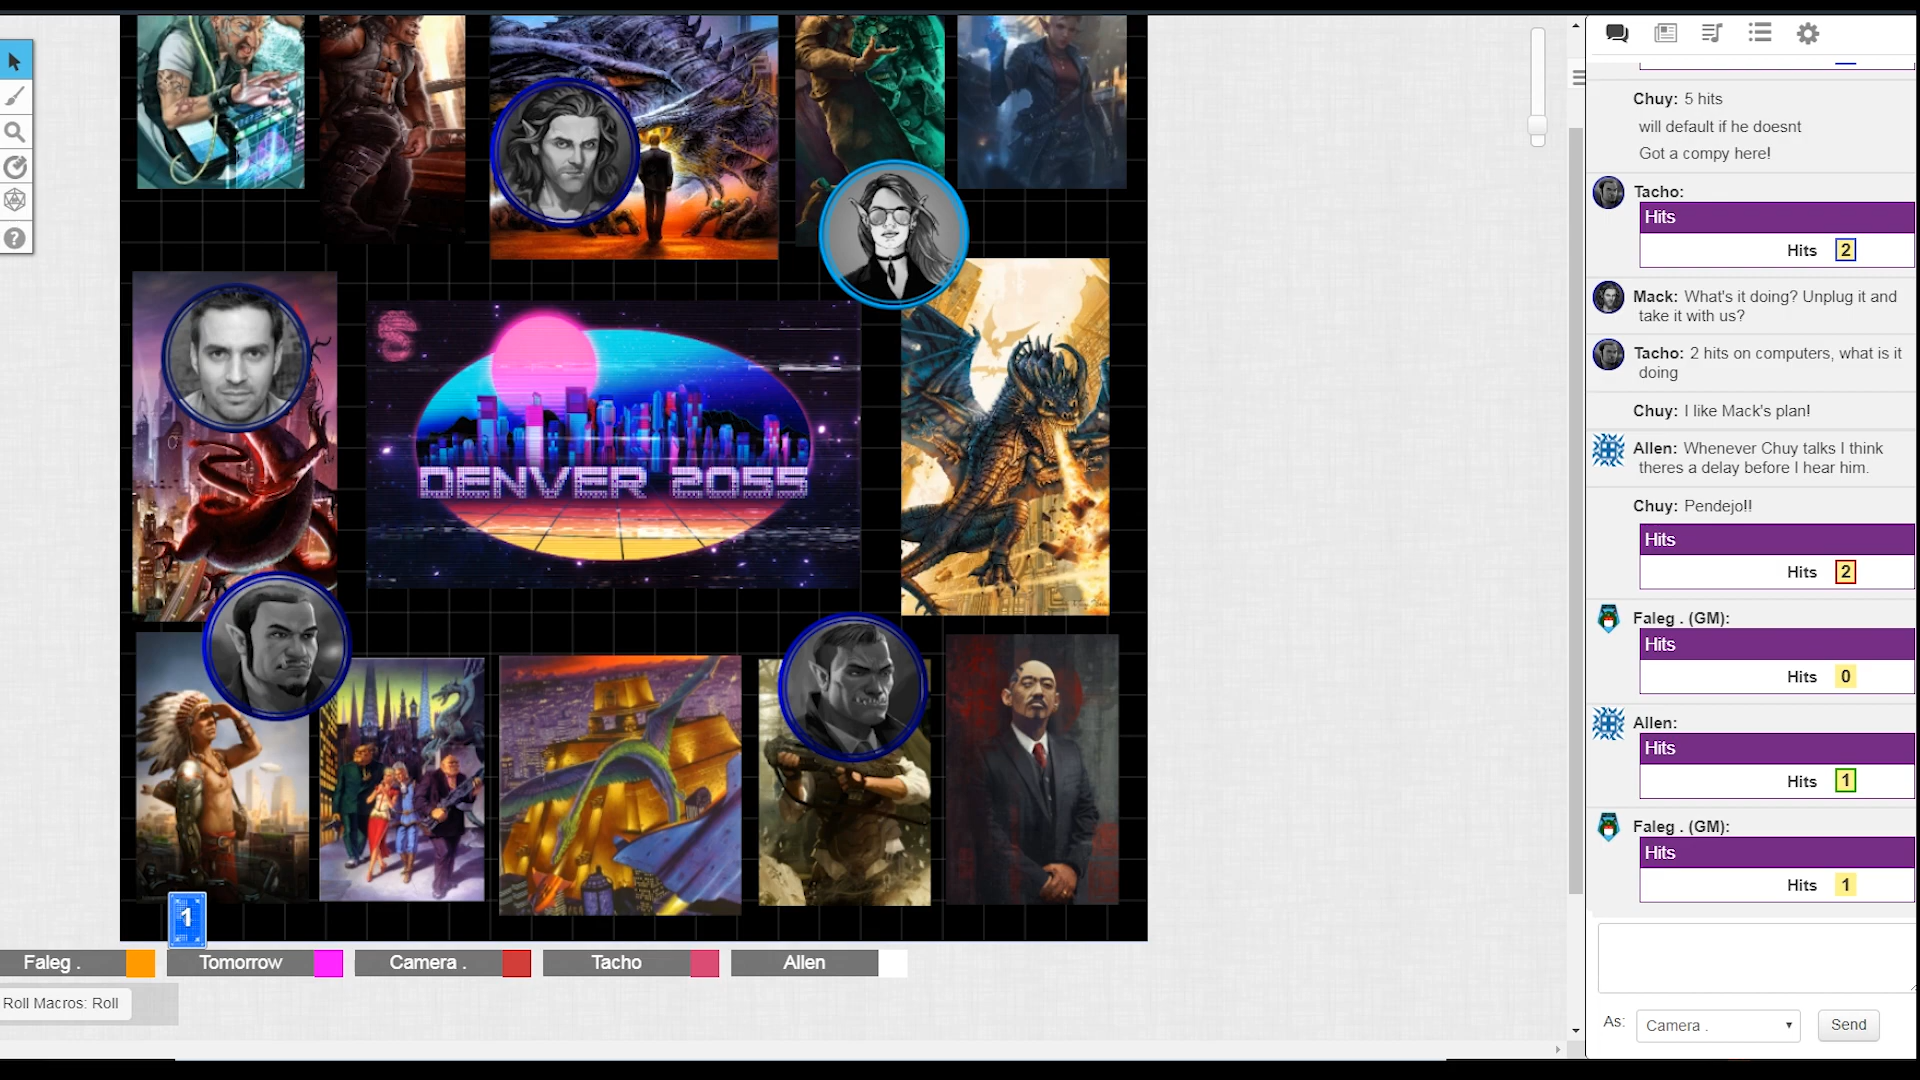 Chuy: 5 hits
will default if he doesnt
Got a compy here!
Tacho:
Hits
Hits 2
Mack: What's it doing? Unplug it and
take it with us?
Tacho: 2 hits on computers, what is it
doing
Chuy: I like Mack's plan!
Allen: Whenever Chuy talks I think
theres a delay before I hear him.
Chuy: Pendejo!!
Hits
Hits 2
Faleg . (GM):
Hits
Hits 0
Allen:
Hits
Hits 1
Faleg . (GM):
Hits
Hits 1
As: Camera .
Send
S
DENVER 2055
1
Faleg .
Tomorrow
Camera .
Tacho
Allen
Roll Macros: Roll
?